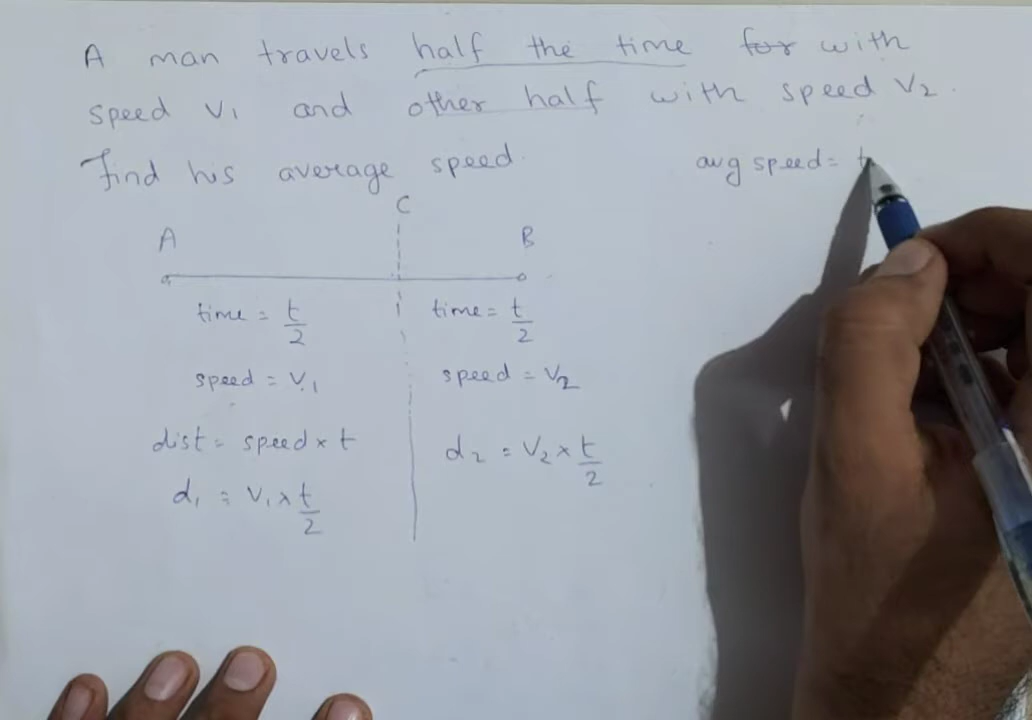 A man travels half the time for with
speed V1 and other half with speed V2.
Find his average speed.
avg speed = t
C
A
B
time = t/2
time = t/2
speed = V1
speed = V2
dist = speed × t
d2 = V2 × t/2
d1 = V1 × t/2